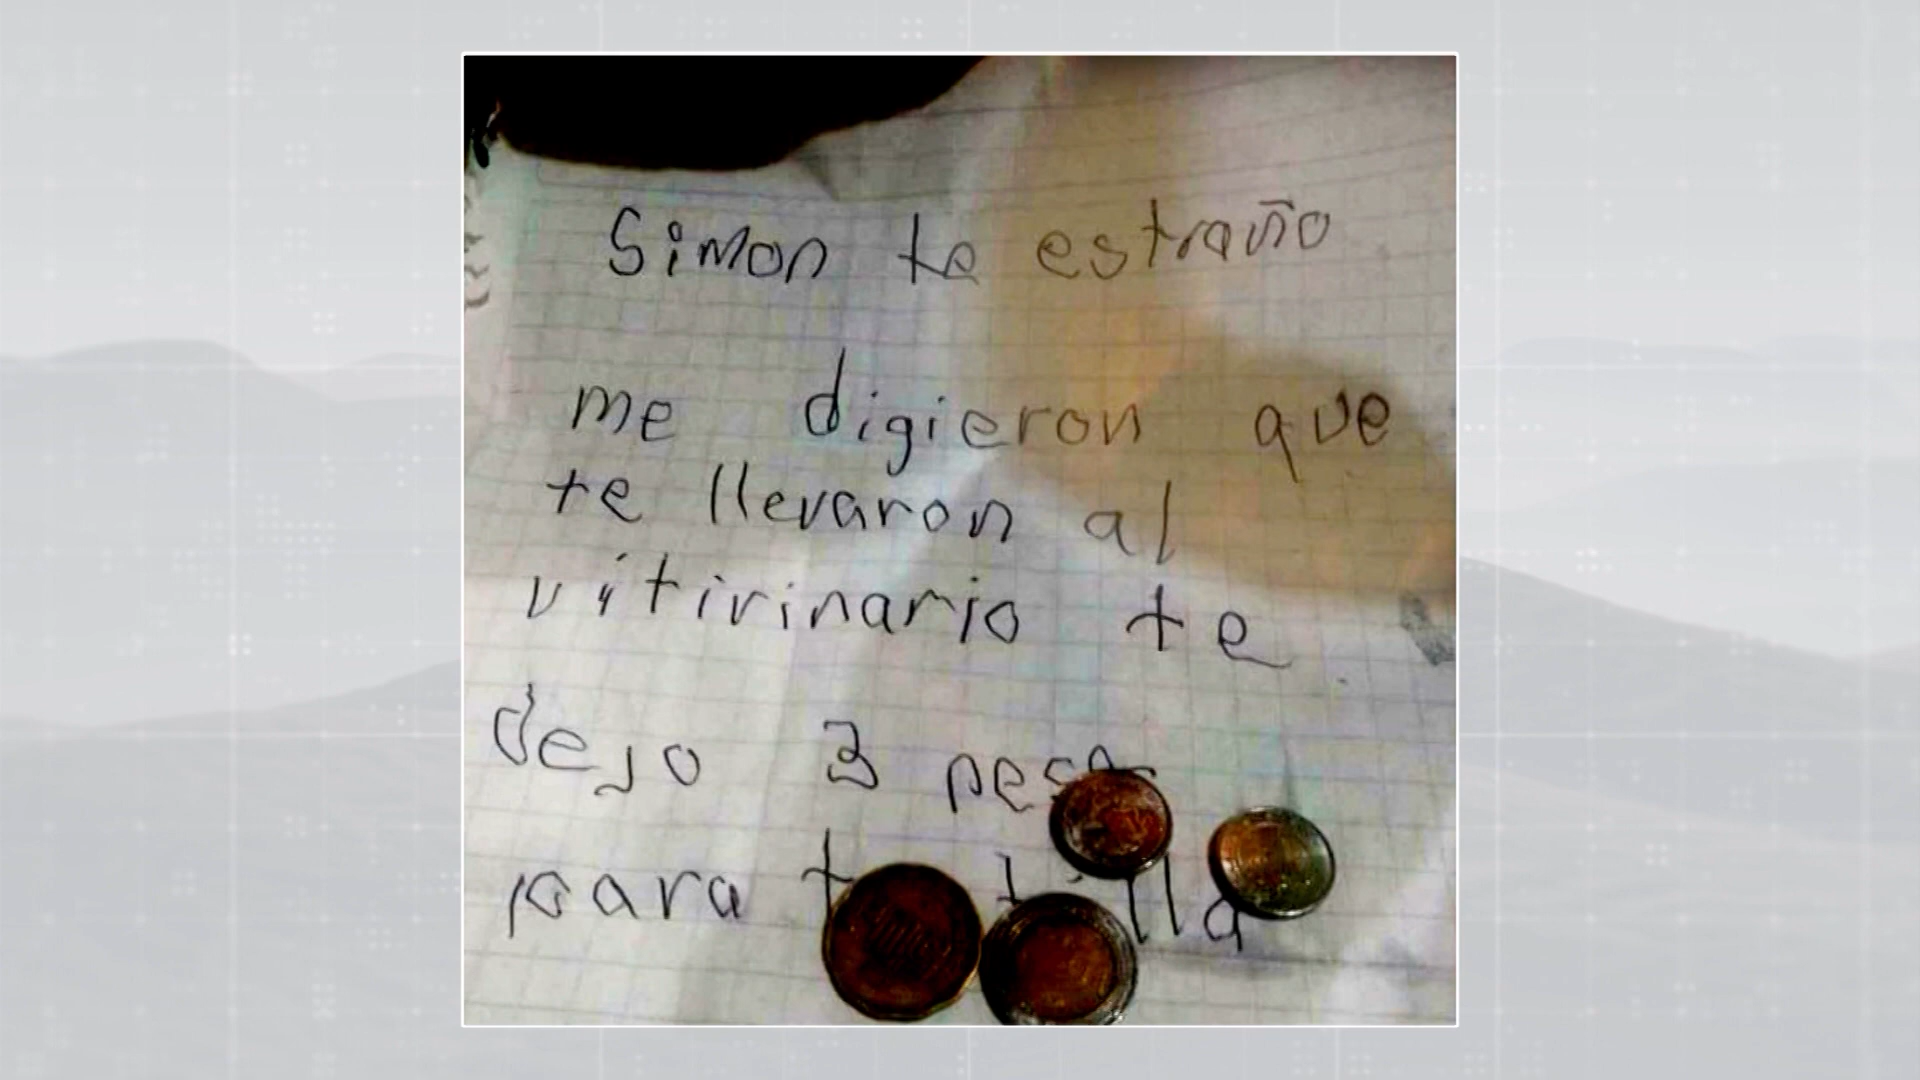 Simon te estraño
me digieron que
te llevaron al
vitirinario te
dejo 3
para